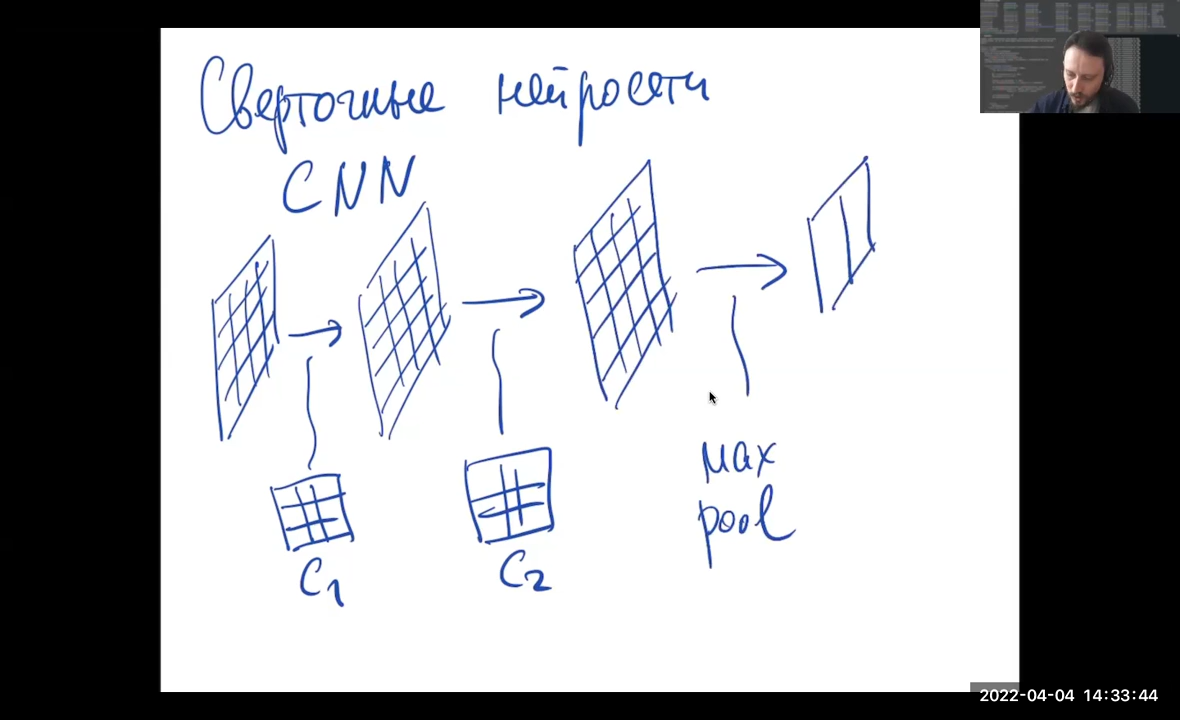 Сверточные нейросети
CNN
C1
C2
max
pool
2022-04-04 14:33:44